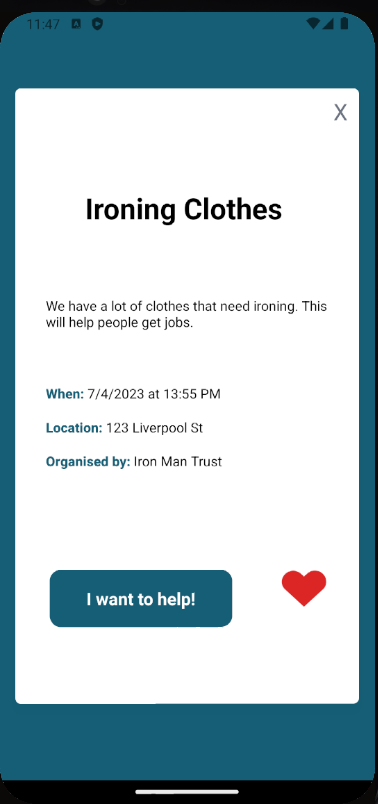 11:47
X
Ironing Clothes
We have a lot of clothes that need ironing. This
will help people get jobs.
When: 7/4/2023 at 13:55 PM
Location: 123 Liverpool St
Organised by: Iron Man Trust
I want to help!